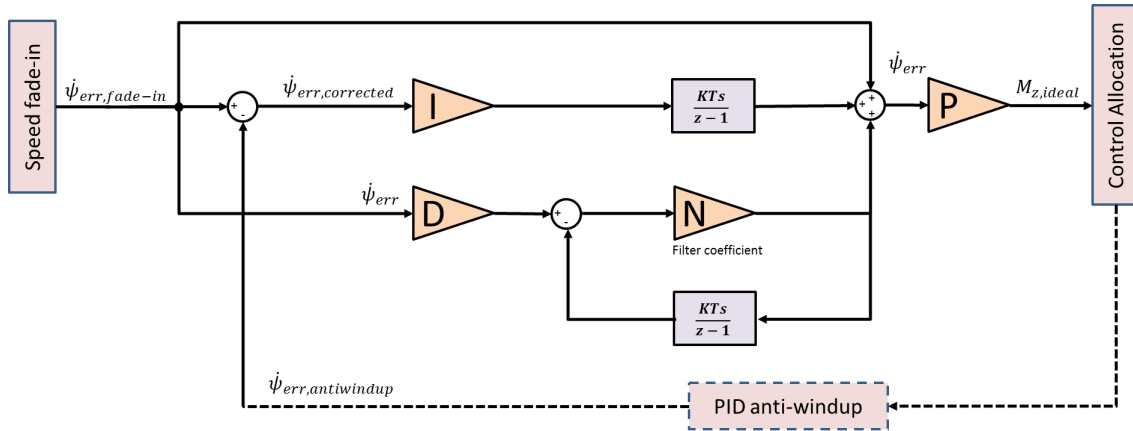 Speed fade-in
ψ̇_{err,fade−in}
+
-
ψ̇_{err,corrected}
I
KTs
z − 1
+
+
+
ψ̇_{err}
P
M_{z,ideal}
Control Allocation
ψ̇_{err}
D
+
-
N
Filter coefficient
KTs
z − 1
ψ̇_{err,antiwindup}
PID anti-windup